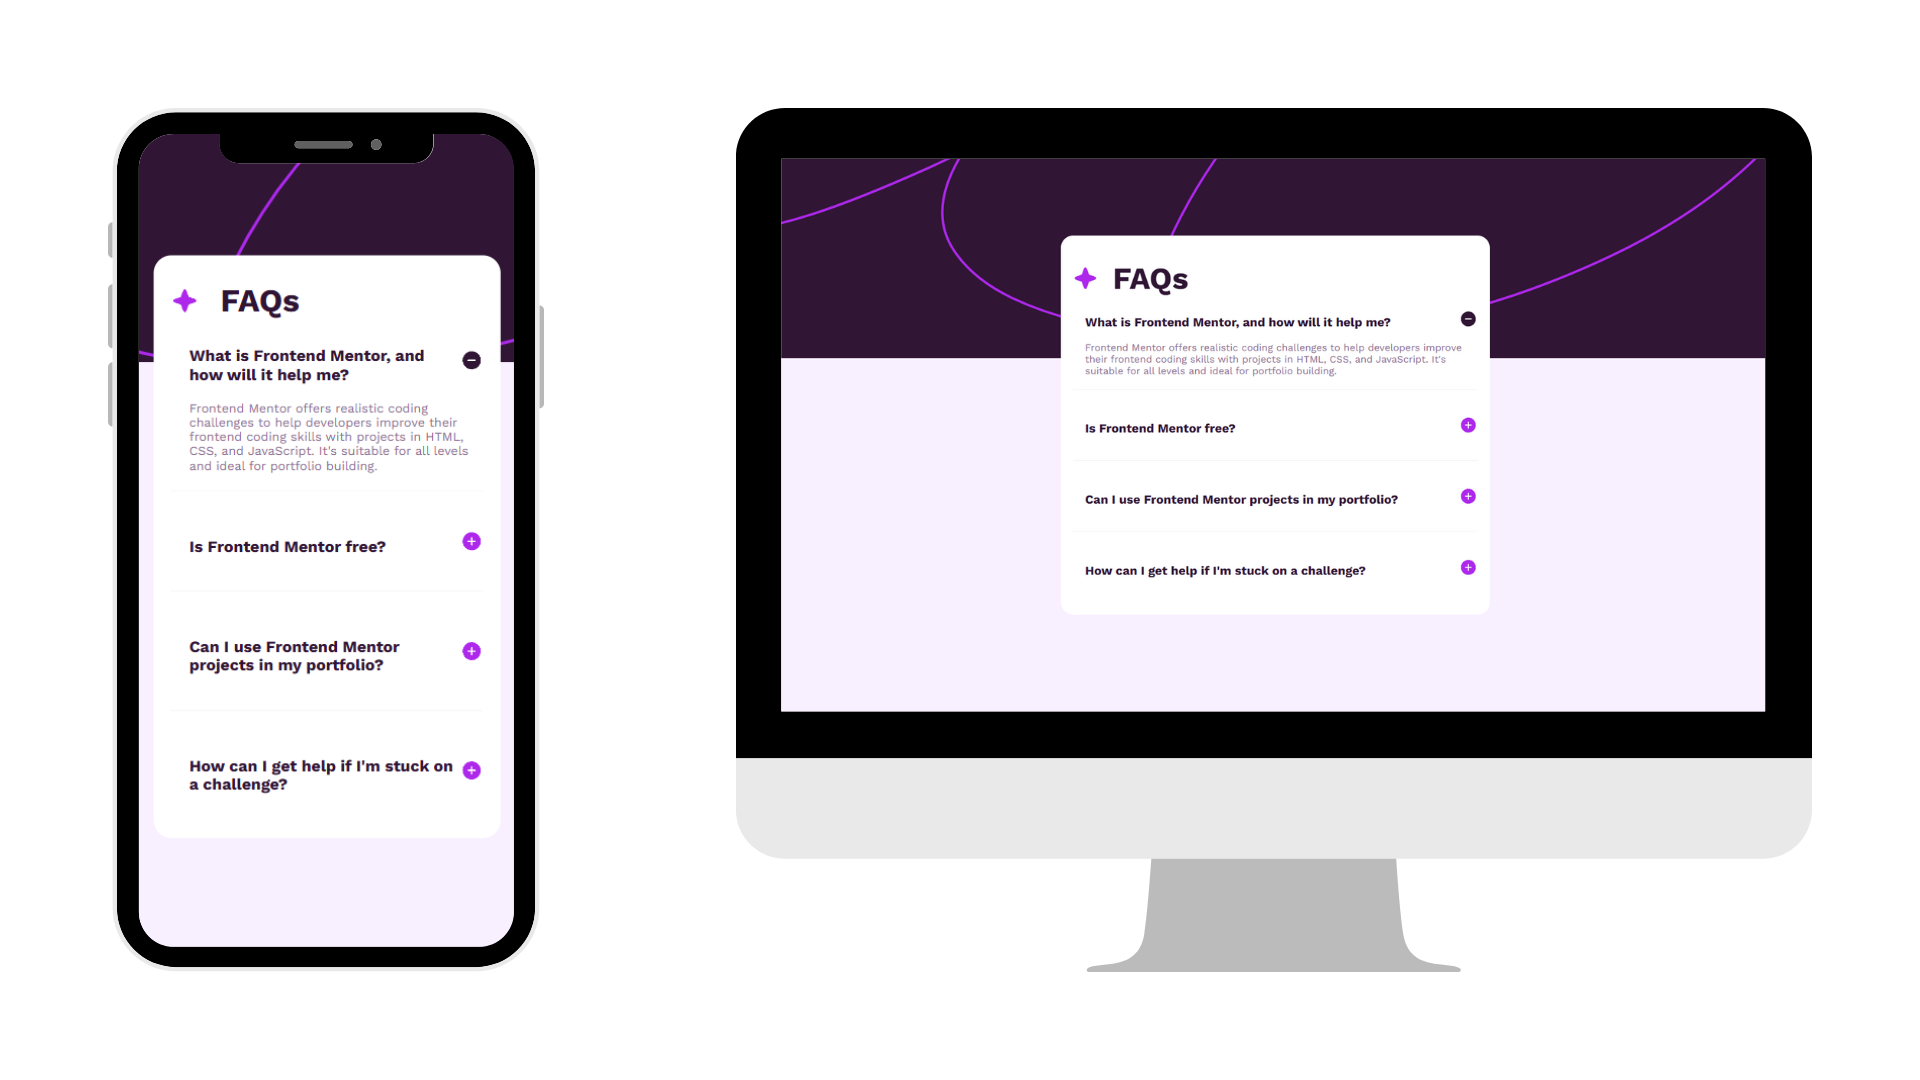 FAQs
What is Frontend Mentor, and
how will it help me?
Frontend Mentor offers realistic coding
challenges to help developers improve their
frontend coding skills with projects in HTML,
CSS, and JavaScript. It's suitable for all levels
and ideal for portfolio building.
Is Frontend Mentor free?
Can I use Frontend Mentor
projects in my portfolio?
How can I get help if I'm stuck on
a challenge?
FAQs
What is Frontend Mentor, and how will it help me?
Frontend Mentor offers realistic coding challenges to help developers improve
their frontend coding skills with projects in HTML, CSS, and JavaScript. It's
suitable for all levels and ideal for portfolio building.
Is Frontend Mentor free?
Can I use Frontend Mentor projects in my portfolio?
How can I get help if I'm stuck on a challenge?